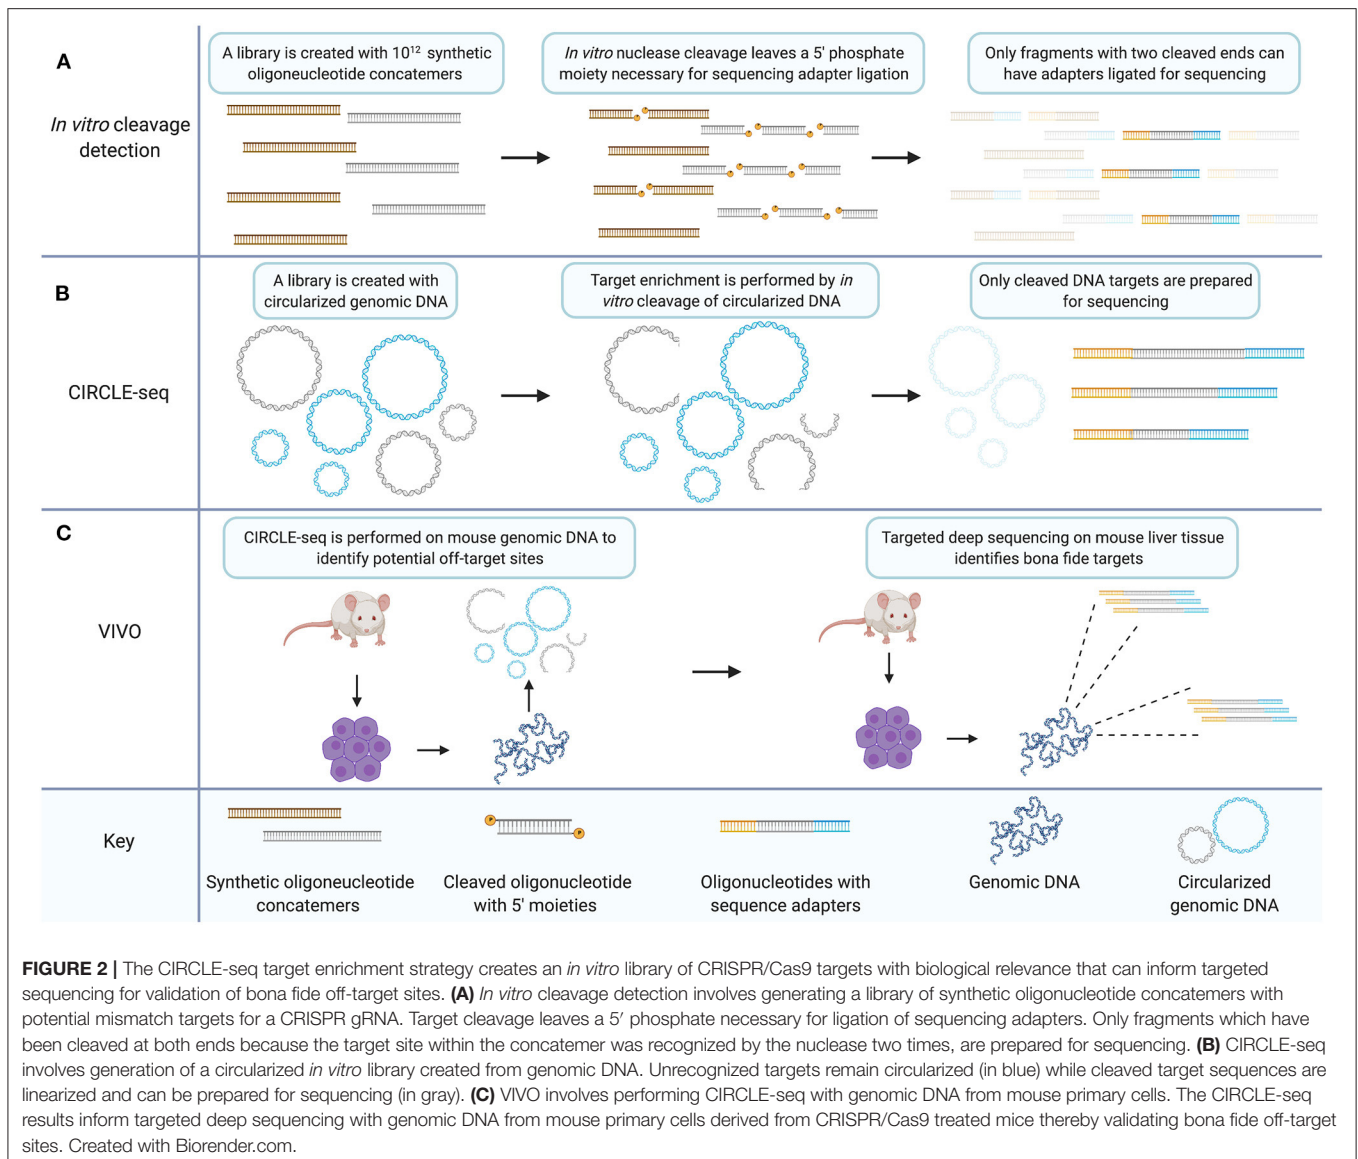 A
In vitro cleavage
detection
A library is created with 10¹² synthetic
oligoneucleotide concatemers
In vitro nuclease cleavage leaves a 5' phosphate
moiety necessary for sequencing adapter ligation
Only fragments with two cleaved ends can
have adapters ligated for sequencing
B
CIRCLE-seq
A library is created with
circularized genomic DNA
Target enrichment is performed by in
vitro cleavage of circularized DNA
Only cleaved DNA targets are prepared
for sequencing
C
VIVO
CIRCLE-seq is performed on mouse genomic DNA to
identify potential off-target sites
Targeted deep sequencing on mouse liver tissue
identifies bona fide targets
Key
P
P
Synthetic oligoneucleotide
concatemers
Cleaved oligonucleotide
with 5' moieties
Oligonucleotides with
sequence adapters
Genomic DNA
Circularized
genomic DNA
FIGURE 2 | The CIRCLE-seq target enrichment strategy creates an in vitro library of CRISPR/Cas9 targets with biological relevance that can inform targeted
sequencing for validation of bona fide off-target sites. (A) In vitro cleavage detection involves generating a library of synthetic oligonucleotide concatemers with
potential mismatch targets for a CRISPR gRNA. Target cleavage leaves a 5′ phosphate necessary for ligation of sequencing adapters. Only fragments which have
been cleaved at both ends because the target site within the concatemer was recognized by the nuclease two times, are prepared for sequencing. (B) CIRCLE-seq
involves generation of a circularized in vitro library created from genomic DNA. Unrecognized targets remain circularized (in blue) while cleaved target sequences are
linearized and can be prepared for sequencing (in gray). (C) VIVO involves performing CIRCLE-seq with genomic DNA from mouse primary cells. The CIRCLE-seq
results inform targeted deep sequencing with genomic DNA from mouse primary cells derived from CRISPR/Cas9 treated mice thereby validating bona fide off-target
sites. Created with Biorender.com.